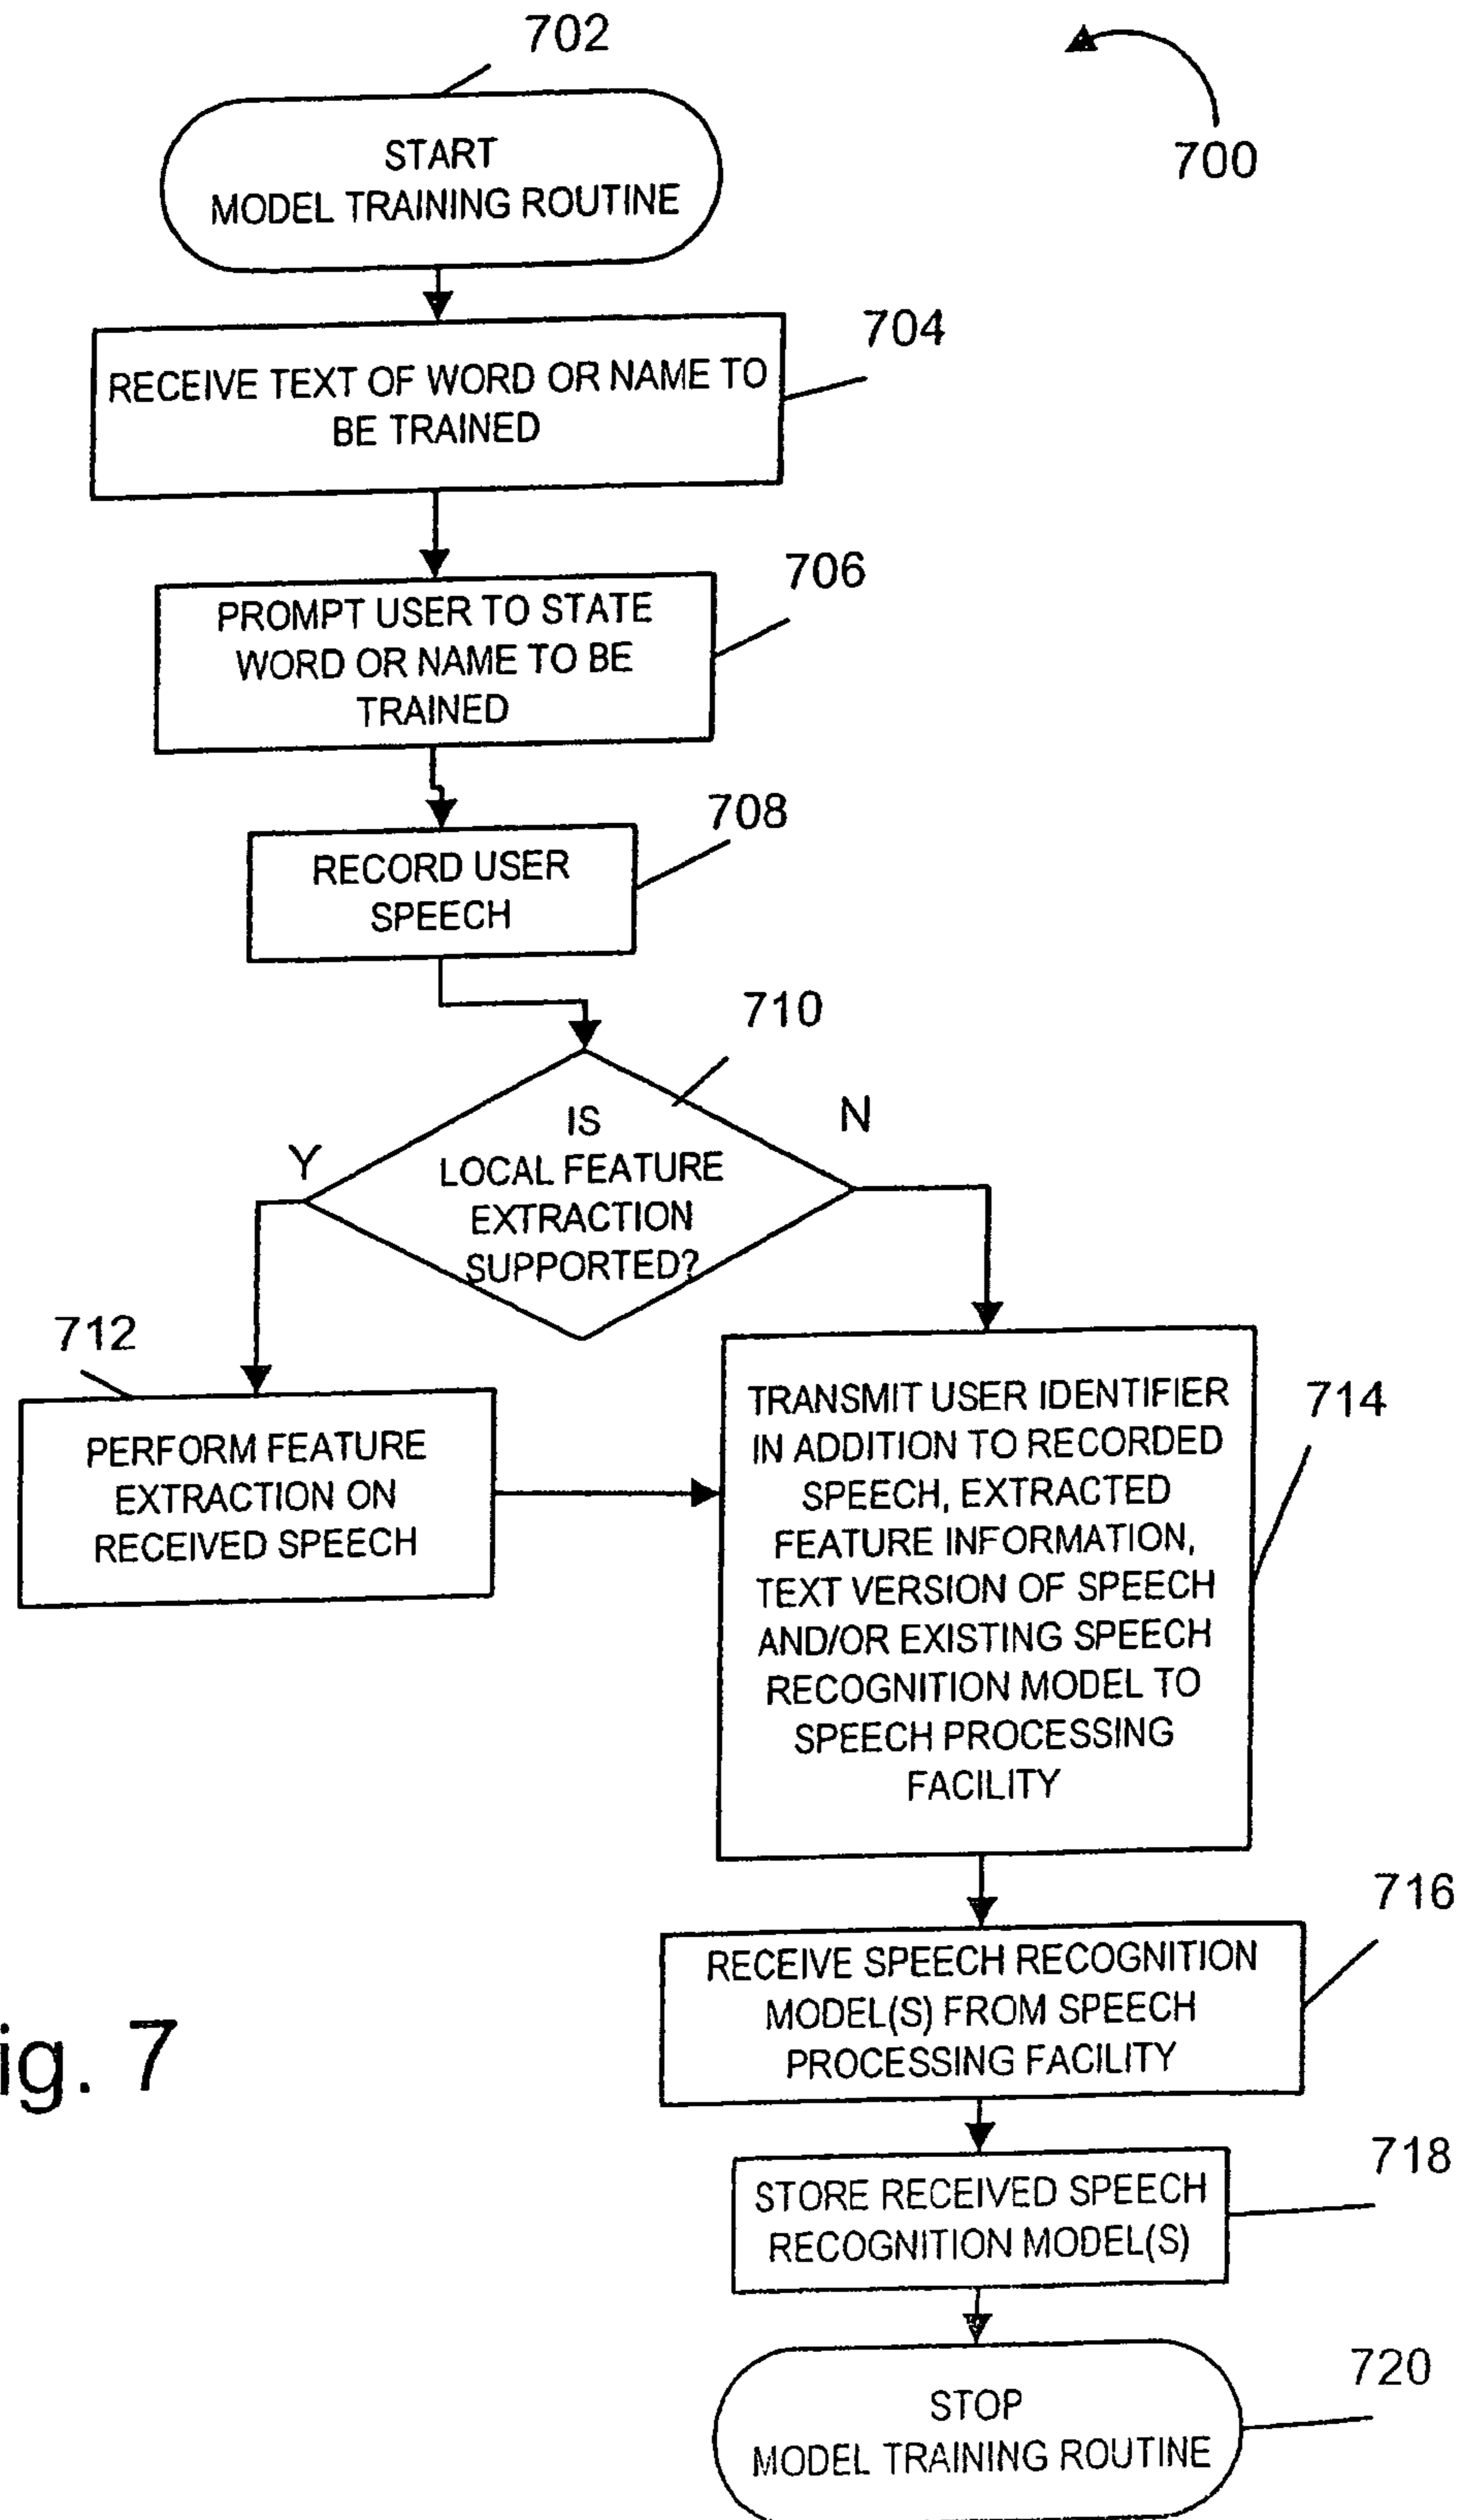 702
700
START
MODEL TRAINING ROUTINE
704
RECEIVE TEXT OF WORD OR NAME TO
BE TRAINED
706
PROMPT USER TO STATE
WORD OR NAME TO BE
TRAINED
708
RECORD USER
SPEECH
710
IS
LOCAL FEATURE
EXTRACTION
SUPPORTED?
Y
N
712
PERFORM FEATURE
EXTRACTION ON
RECEIVED SPEECH
714
TRANSMIT USER IDENTIFIER
IN ADDITION TO RECORDED
SPEECH, EXTRACTED
FEATURE INFORMATION,
TEXT VERSION OF SPEECH
AND/OR EXISTING SPEECH
RECOGNITION MODEL TO
SPEECH PROCESSING
FACILITY
716
RECEIVE SPEECH RECOGNITION
MODEL(S) FROM SPEECH
PROCESSING FACILITY
ig. 7
718
STORE RECEIVED SPEECH
RECOGNITION MODEL(S)
720
STOP
MODEL TRAINING ROUTINE